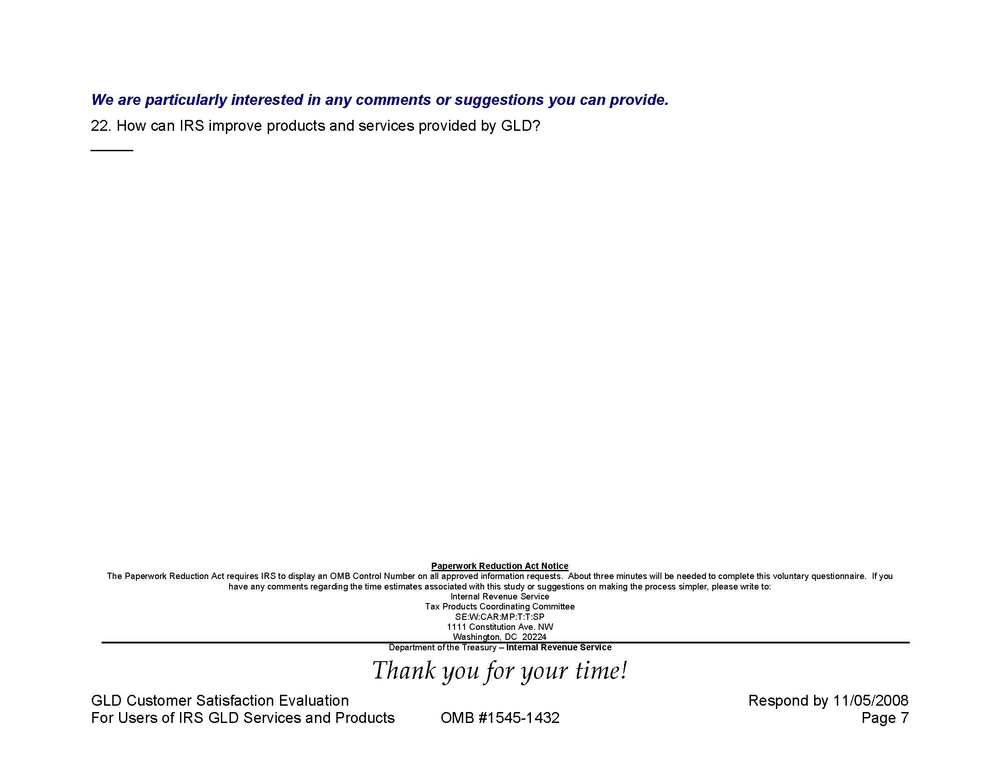 We are particularly interested in any comments or suggestions you can provide.
22. How can IRS improve products and services provided by GLD?
Paperwork Reduction Act Notice
The Paperwork Reduction Act requires IRS to display an OMB Control Number on all approved information requests.  About three minutes will be needed to complete this voluntary questionnaire.  If you
have any comments regarding the time estimates associated with this study or suggestions on making the process simpler, please write to:
Internal Revenue Service
Tax Products Coordinating Committee
SE:W:CAR:MP:T:T:SP
1111 Constitution Ave. NW
Washington, DC  20224
Department of the Treasury – Internal Revenue Service
Thank you for your time!
GLD Customer Satisfaction Evaluation Respond by 11/05/2008
For Users of IRS GLD Services and Products OMB #1545-1432 Page 7